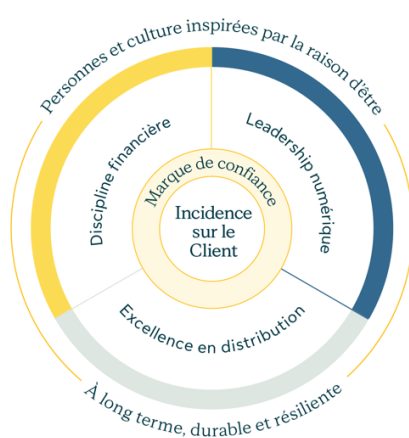 Personnes et culture inspirées par la raison d'être
Discipline financière
Leadership numérique
Marque de confiance
Incidence
sur le
Client
Excellence en distribution
À long terme, durable et résiliente